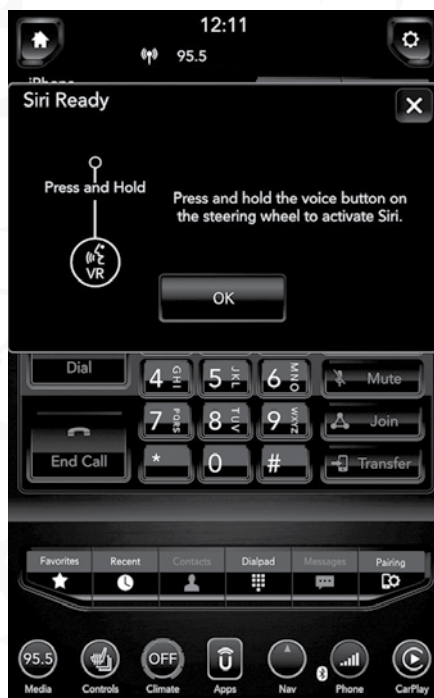 12:11
95.5
iPhone
Siri Ready
Press and Hold
VR
Press and hold the voice button on
the steering wheel to activate Siri.
OK
Dial
4 GHI 5 JKL 6 MNO
Mute
7 PQRS 8 TUV 9 WXYZ
Join
End Call
* 0 #
Transfer
Favorites Recent Contacts Dialpad Messages Pairing
95.5 OFF
Media Controls Climate Apps Nav Phone CarPlay